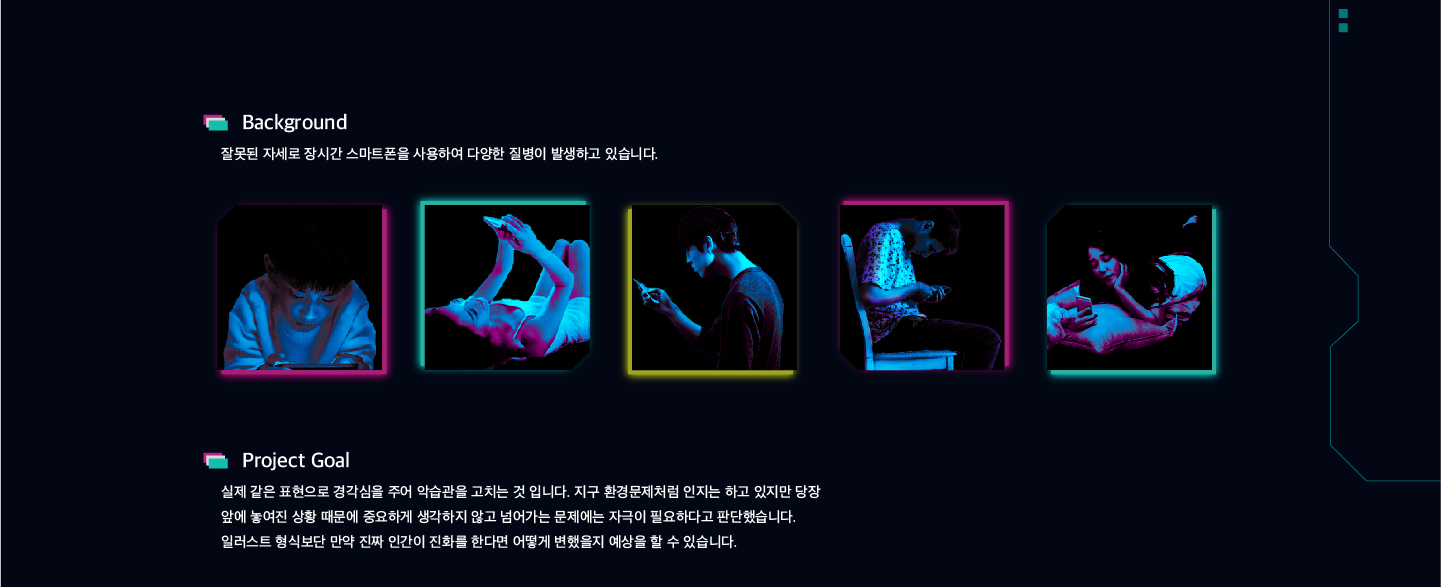 Background
잘못된 자세로 장시간 스마트폰을 사용하여 다양한 질병이 발생하고 있습니다.
Project Goal
실제 같은 표현으로 경각심을 주어 악습관을 고치는 것 입니다. 지구 환경문제처럼 인지는 하고 있지만 당장
앞에 놓여진 상황 때문에 중요하게 생각하지 않고 넘어가는 문제에는 자극이 필요하다고 판단했습니다.
일러스트 형식보단 만약 진짜 인간이 진화를 한다면 어떻게 변했을지 예상을 할 수 있습니다.